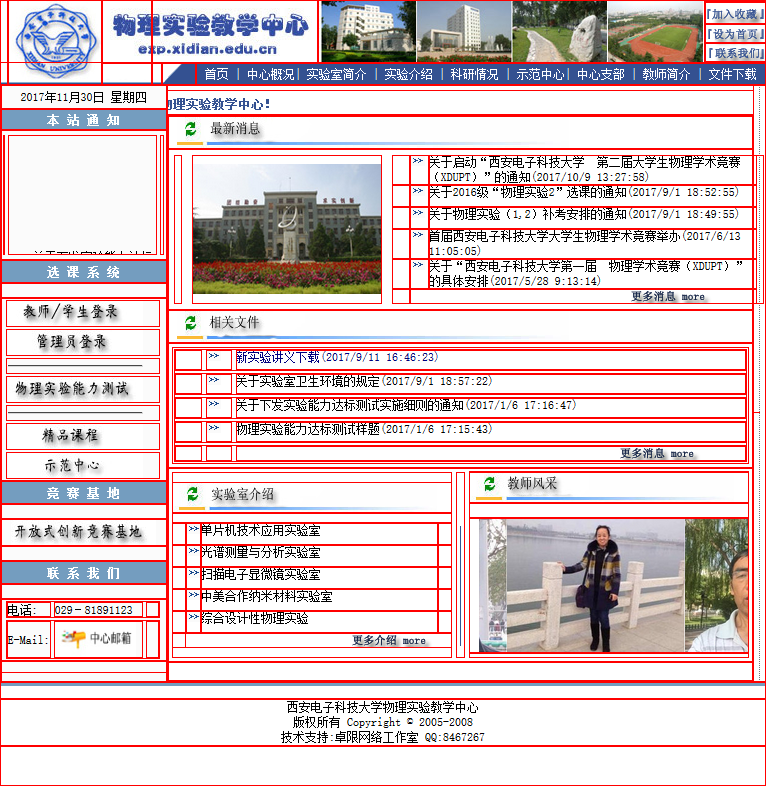 物理实验教学中心
exp.xidian.edu.cn
『加入收藏』
『设为首页』
『联系我们』
首页 | 中心概况 | 实验室简介 | 实验介绍 | 科研情况 | 示范中心 | 中心支部 | 教师简介 | 文件下载
2017年11月30日 星期四
物理实验教学中心!
本 站 通 知
选 课 系 统
教师/学生登录
管理员登录
物理实验能力测试
精品课程
示范中心
竞 赛 基 地
开放式创新竞赛基地
联 系 我 们
电话: 029-81891123
E-Mail: 中心邮箱
最新消息
>> 关于启动“西安电子科技大学 第二届大学生物理学术竞赛
（XDUPT）”的通知(2017/10/9 13:27:58)
>> 关于2016级“物理实验2”选课的通知(2017/9/1 18:52:55)
>> 关于物理实验（1,2）补考安排的通知(2017/9/1 18:49:55)
>> 首届西安电子科技大学大学生物理学术竞赛举办(2017/6/13
11:05:05)
>> 关于“西安电子科技大学第一届 物理学术竞赛（XDUPT）”
的具体安排(2017/5/28 9:13:14)
更多消息 more
相关文件
>> 新实验讲义下载(2017/9/11 16:46:23)
>> 关于实验室卫生环境的规定(2017/9/1 18:57:22)
>> 关于下发实验能力达标测试实施细则的通知(2017/1/6 17:16:47)
>> 物理实验能力达标测试样题(2017/1/6 17:15:43)
更多消息 more
实验室介绍
>> 单片机技术应用实验室
>> 光谱测量与分析实验室
>> 扫描电子显微镜实验室
>> 中美合作纳米材料实验室
>> 综合设计性物理实验
更多介绍 more
教师风采
西安电子科技大学物理实验教学中心
版权所有 Copyright © 2005-2008
技术支持:卓限网络工作室 QQ:8467267